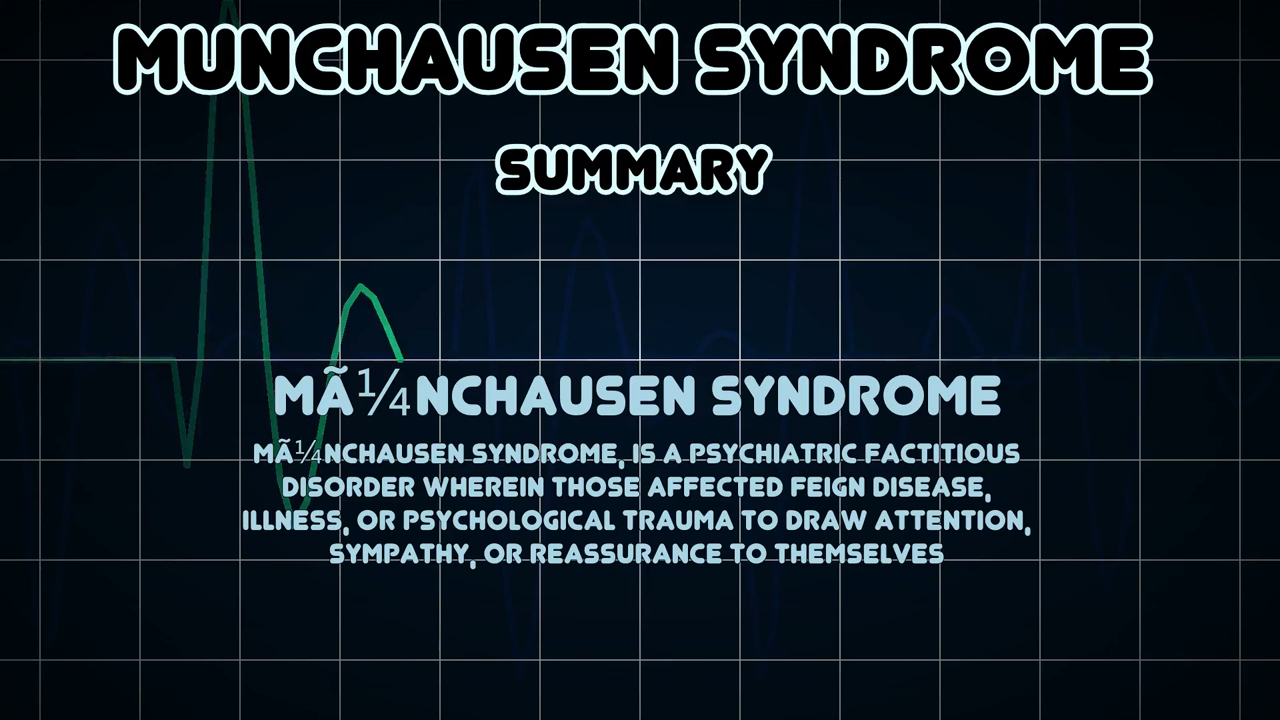 MUNCHAUSEN SYNDROME
SUMMARY
MÃ¼NCHAUSEN SYNDROME
MÃ¼NCHAUSEN SYNDROME, IS A PSYCHIATRIC FACTITIOUS
DISORDER WHEREIN THOSE AFFECTED FEIGN DISEASE,
ILLNESS, OR PSYCHOLOGICAL TRAUMA TO DRAW ATTENTION,
SYMPATHY, OR REASSURANCE TO THEMSELVES